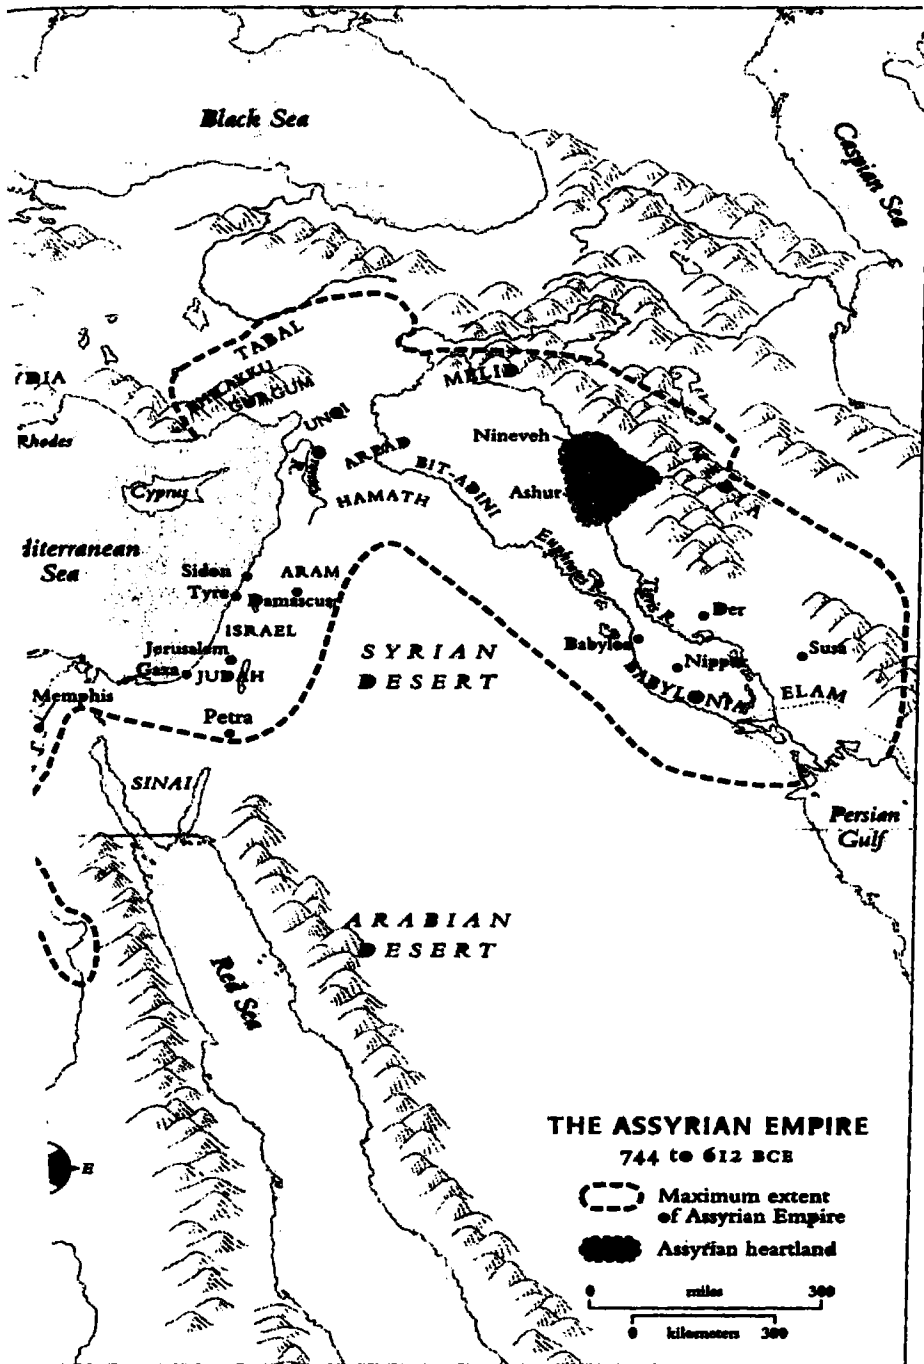 Black Sea
Caspian Sea
TABAL
MELID
GURGUM
UNQI
Rhodes
Nineveh
ARPAD
BIT-ADINI
Ashur
Cyprus
HAMATH
Orontes R.
Euphrates R.
Tigris R.
Sea
Sidon
ARAM
Tyre
Damascus
Der
ISRAEL
Babylon
Susa
Jerusalem
Gaza
JUDAH
SYRIAN
DESERT
Nippur
BABYLONIA
ELAM
Memphis
Petra
SINAI
Persian
Gulf
ARABIAN
DESERT
Red Sea
THE ASSYRIAN EMPIRE
744 to 612 BCE
E
Maximum extent
of Assyrian Empire
Assyrian heartland
0 miles 300
0 kilometers 300